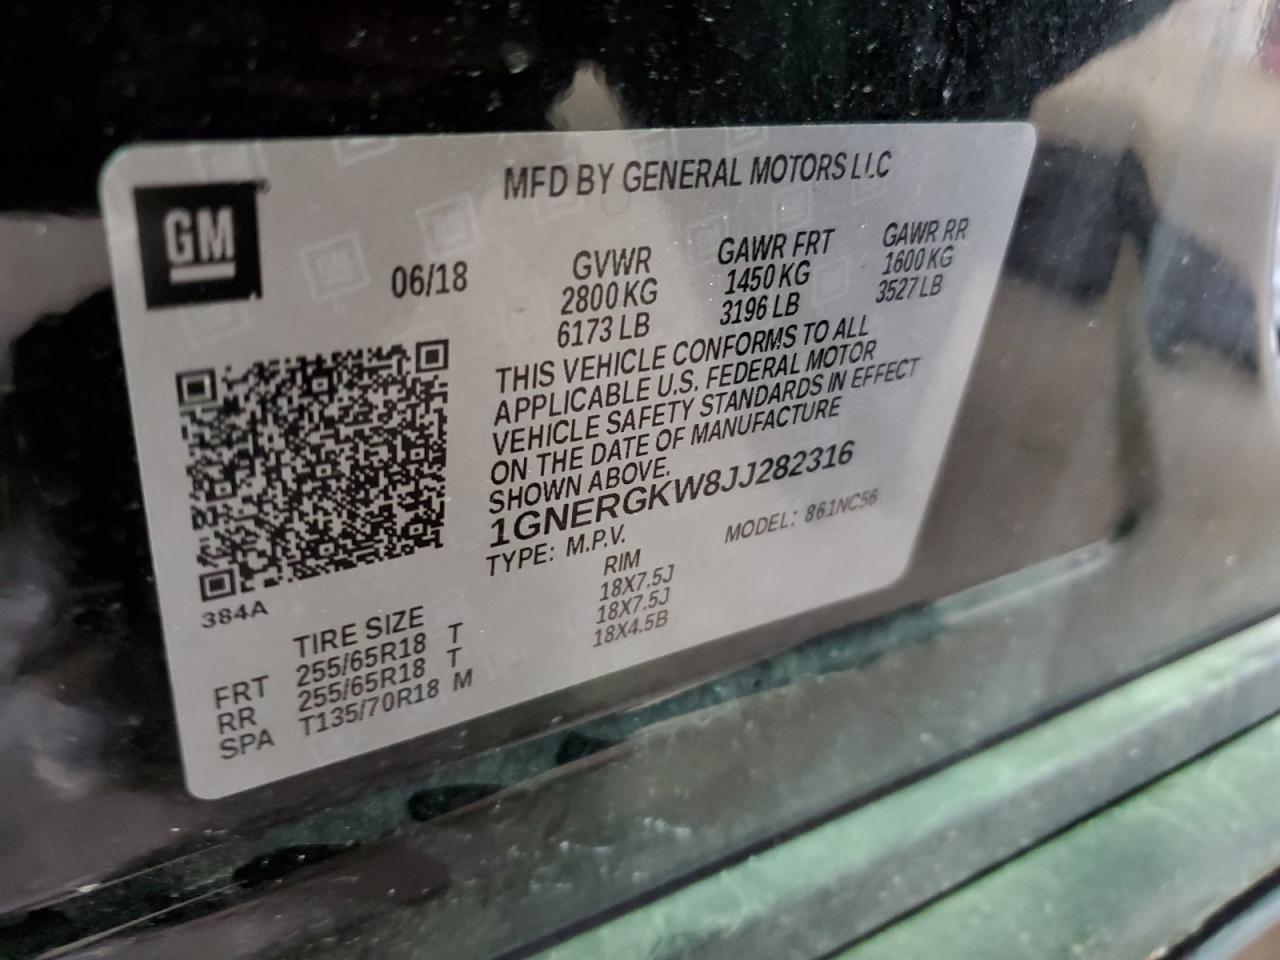 MFD BY GENERAL MOTORS LLC
GM
06/18
GVWR GAWR FRT GAWR RR
2800 KG 1450 KG 1600 KG
6173 LB 3196 LB 3527 LB
THIS VEHICLE CONFORMS TO ALL
APPLICABLE U.S. FEDERAL MOTOR
VEHICLE SAFETY STANDARDS IN EFFECT
ON THE DATE OF MANUFACTURE
SHOWN ABOVE.
1GNERGKW8JJ282316
TYPE: M.P.V. MODEL: 861NC56
384A
TIRE SIZE RIM
FRT 255/65R18 T 18X7.5J
RR 255/65R18 T 18X7.5J
SPA T135/70R18 M 18X4.5B